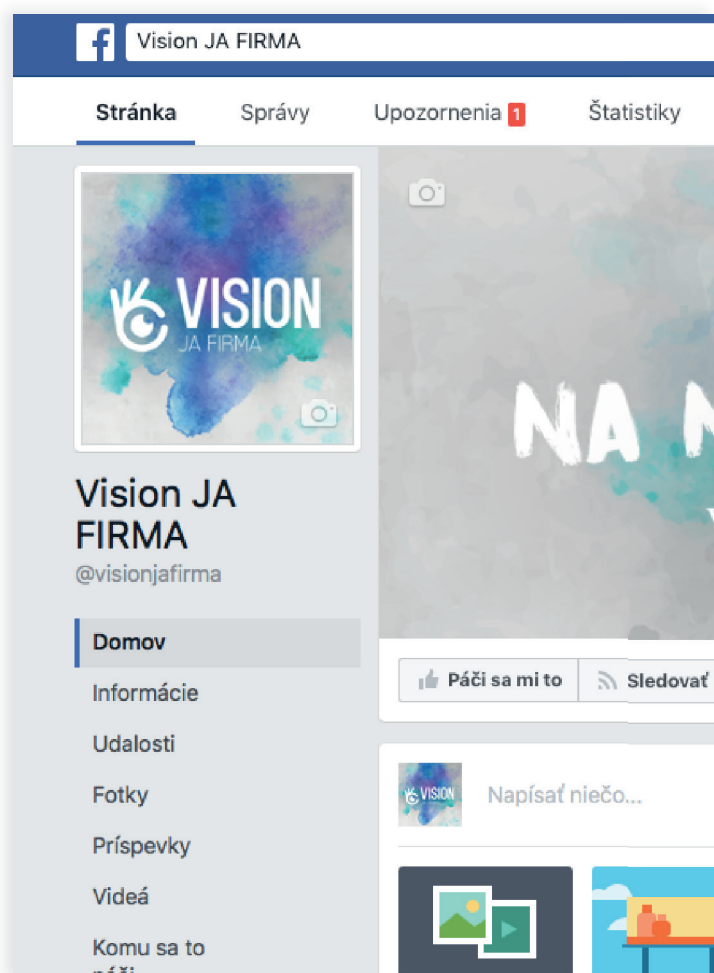 Vision JA FIRMA
Stránka Správy Upozornenia 1 Štatistiky
VISION
JA FIRMA
NA
Vision JA
FIRMA
@visionjafirma
Domov
Informácie
Udalosti
Fotky
Príspevky
Videá
Komu sa to
páči
Páči sa mi to Sledovať
VISION
Napísať niečo...